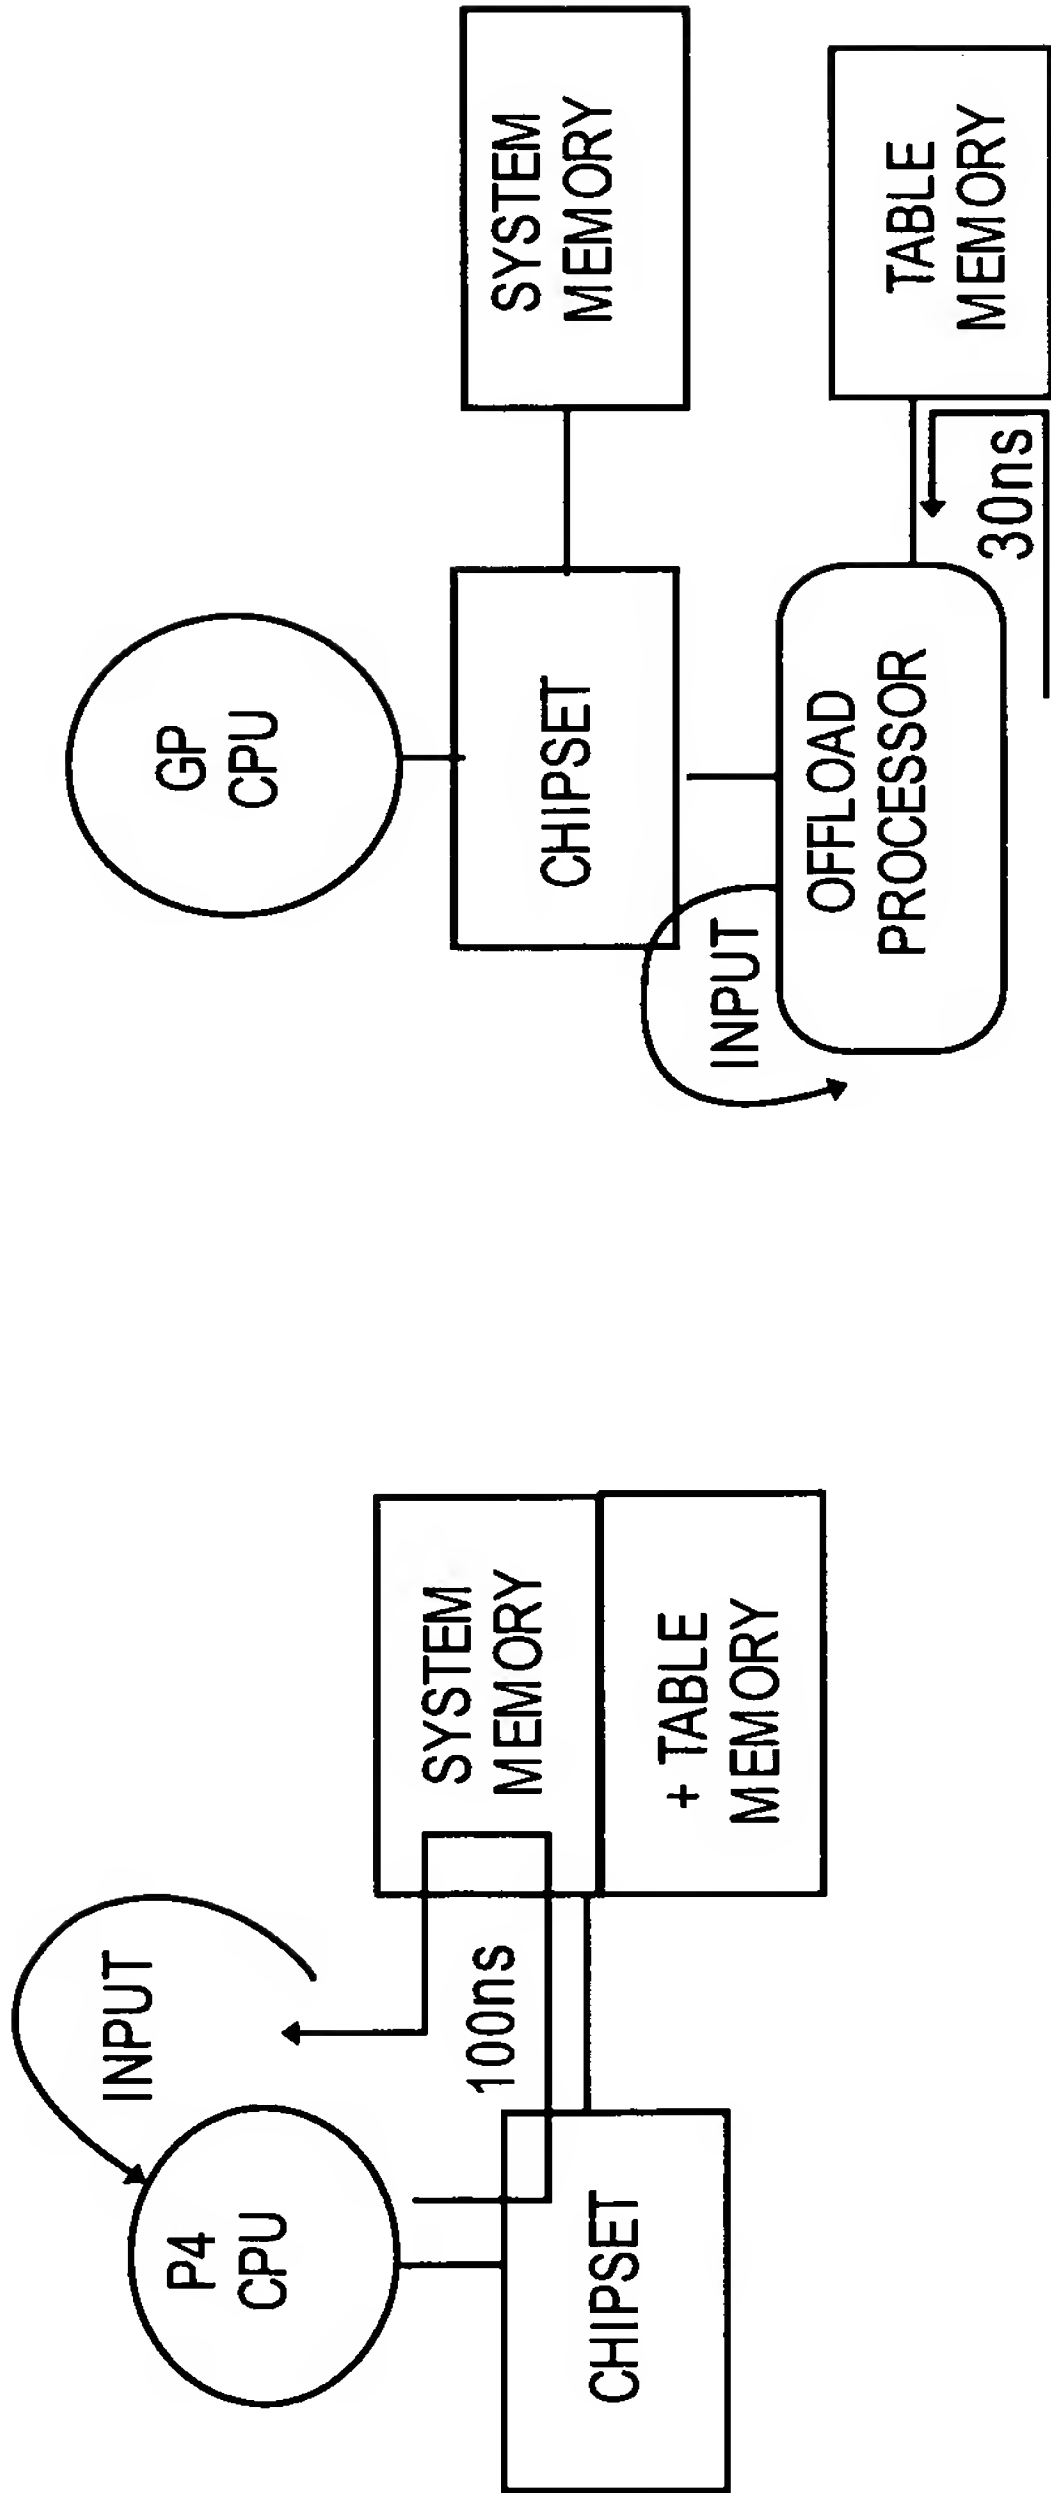 INPUT
P4
CPU
100ns
CHIPSET
SYSTEM
MEMORY
+ TABLE
MEMORY
GP
CPU
CHIPSET
SYSTEM
MEMORY
INPUT
OFFLOAD
PROCESSOR
30ns
TABLE
MEMORY